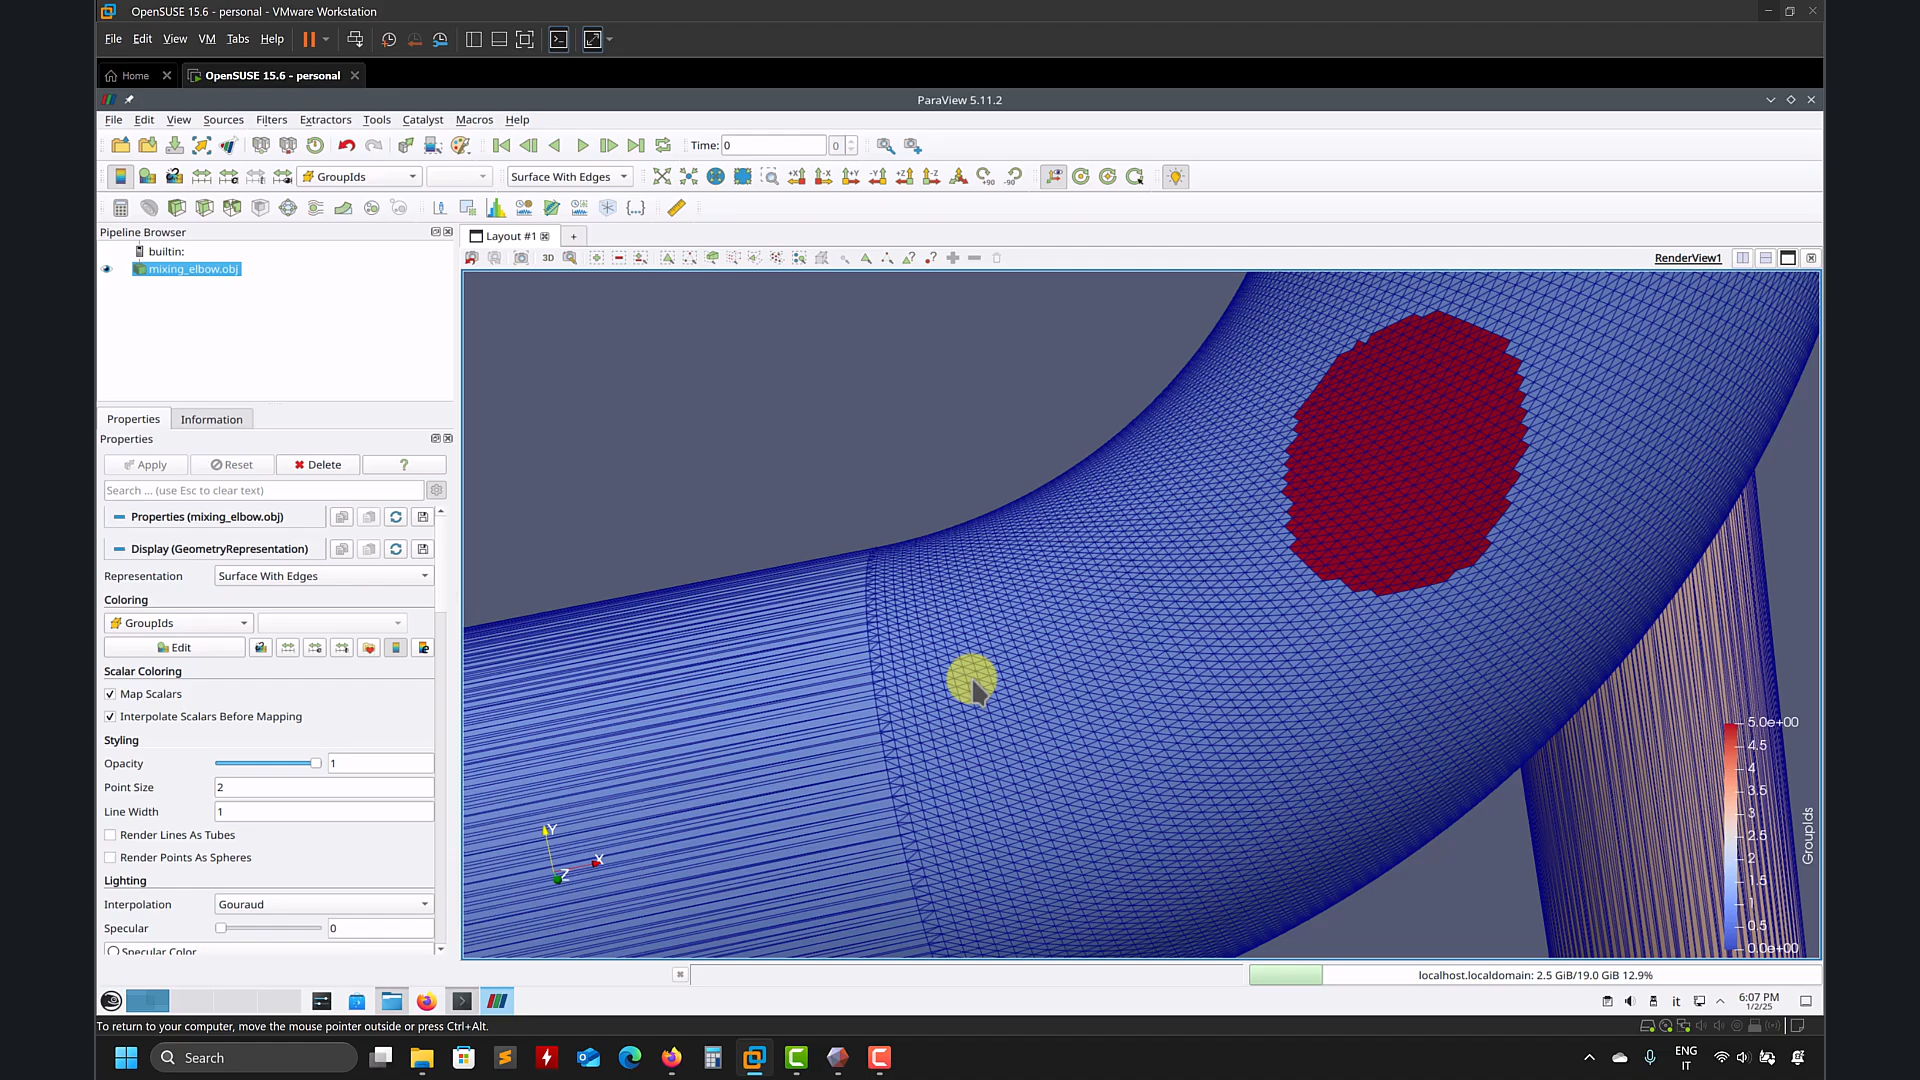 OpenSUSE 15.6 - personal - VMware Workstation
File Edit View VM Tabs Help
Home
OpenSUSE 15.6 - personal
ParaView 5.11.2
File Edit View Sources Filters Extractors Tools Catalyst Macros Help
Time: 0 0
GroupIds Surface With Edges +X -X +Y -Y +Z -Z +90 -90
Pipeline Browser
Layout #1 +
3D
RenderView1
builtin:
mixing_elbow.obj
Properties Information
Properties
Apply Reset Delete ?
Search ... (use Esc to clear text)
Properties (mixing_elbow.obj)
Display (GeometryRepresentation)
Representation Surface With Edges
Coloring
GroupIds
Edit
Scalar Coloring
Map Scalars
Interpolate Scalars Before Mapping
Styling
Opacity 1
Point Size 2
Line Width 1
Render Lines As Tubes
Render Points As Spheres
Lighting
Interpolation Gouraud
Specular 0
Specular Color
Y
X
Z
5.0e+00
4.5
4
3.5
3
2.5
2
1.5
1
0.5
0.0e+00
GroupIds
localhost.localdomain: 2.5 GiB/19.0 GiB 12.9%
it
6:07 PM
1/2/25
To return to your computer, move the mouse pointer outside or press Ctrl+Alt.
Search
ENG
IT